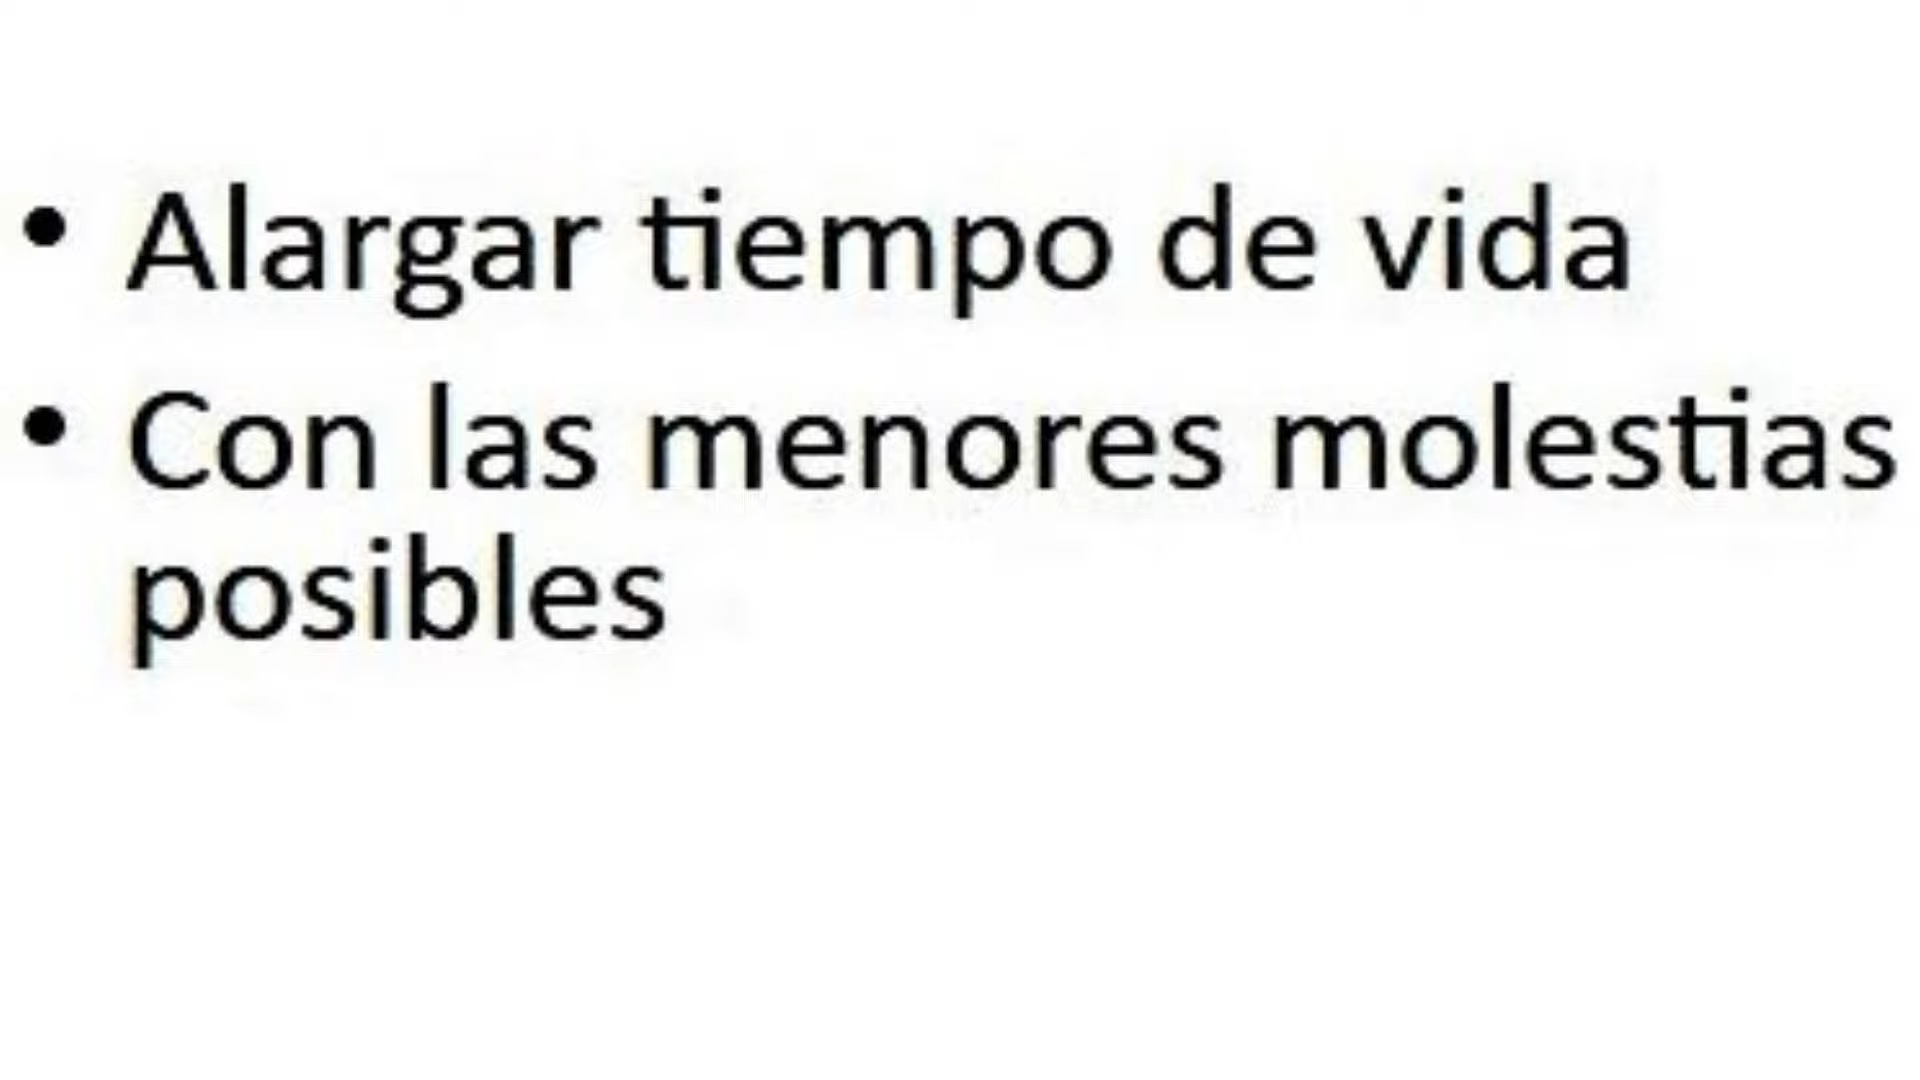 • Alargar tiempo de vida
• Con las menores molestias
posibles